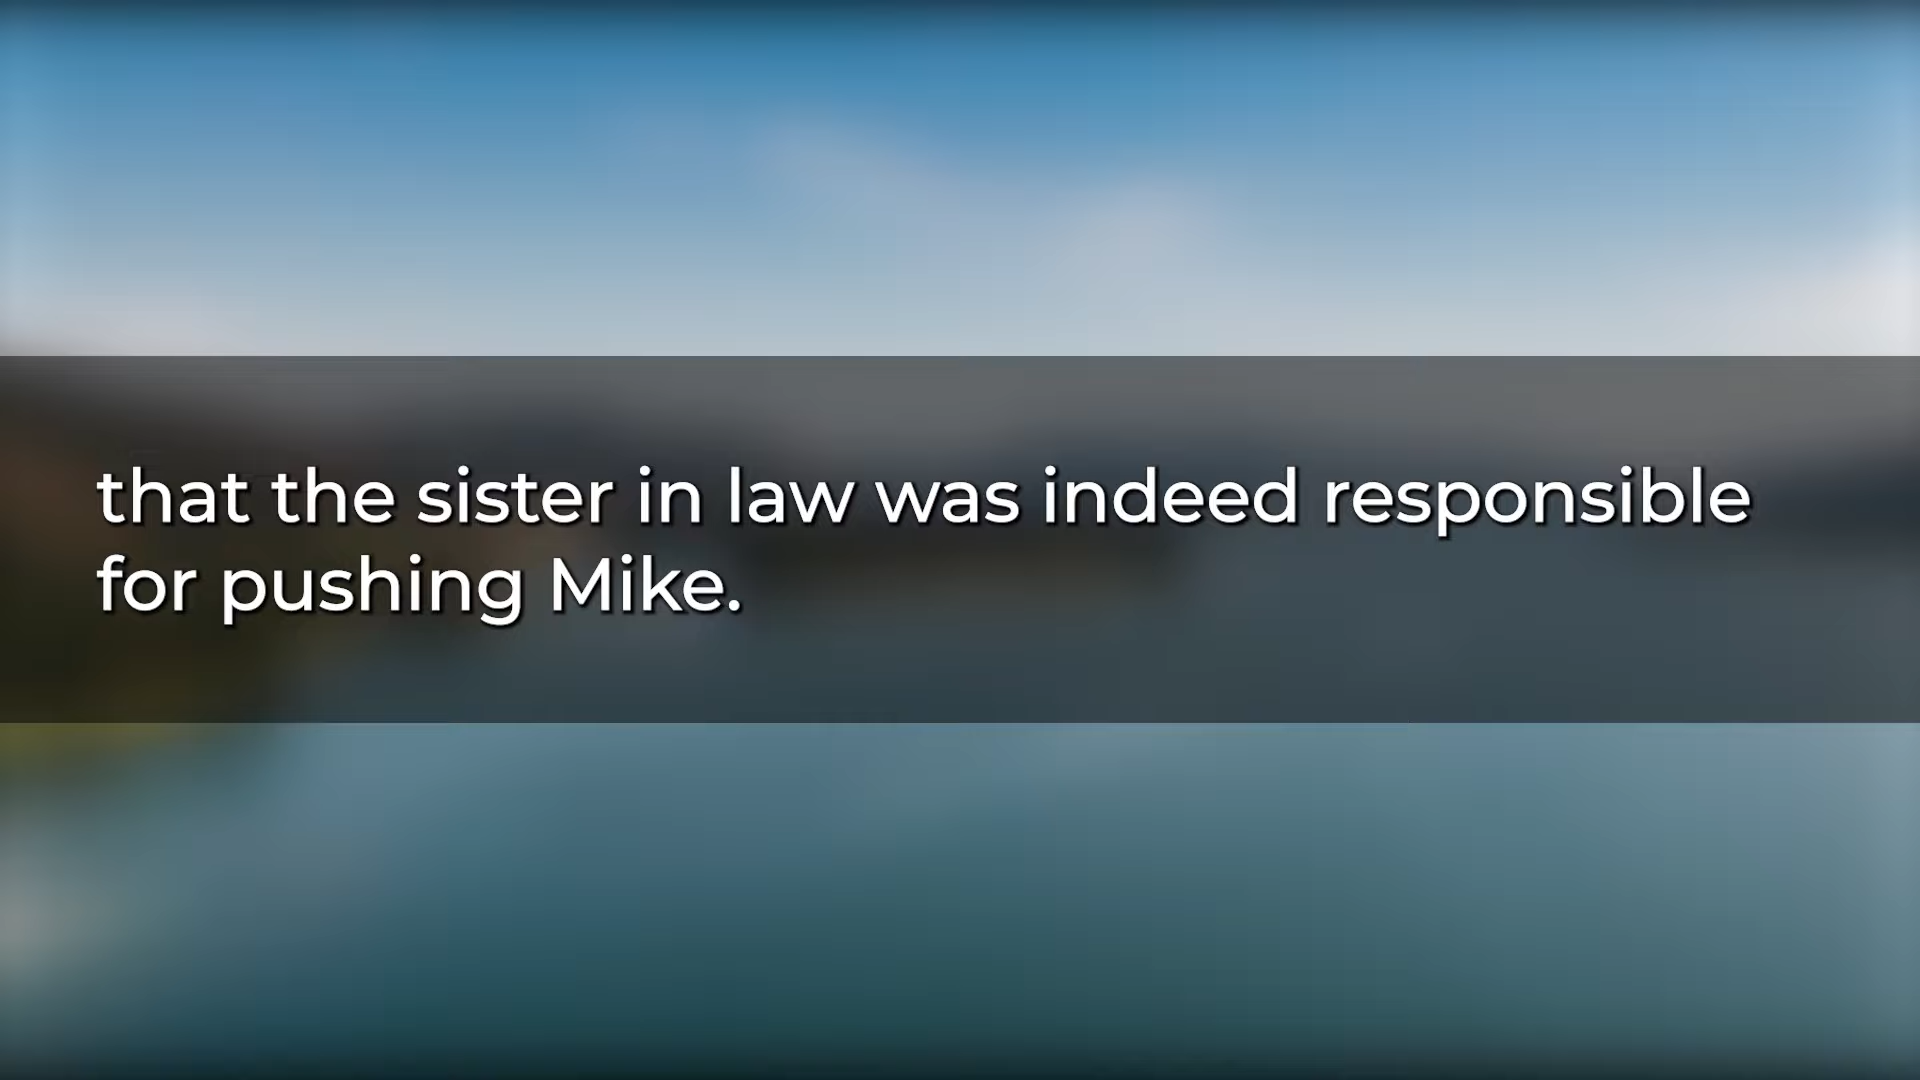 that the sister in law was indeed responsible
for pushing Mike.